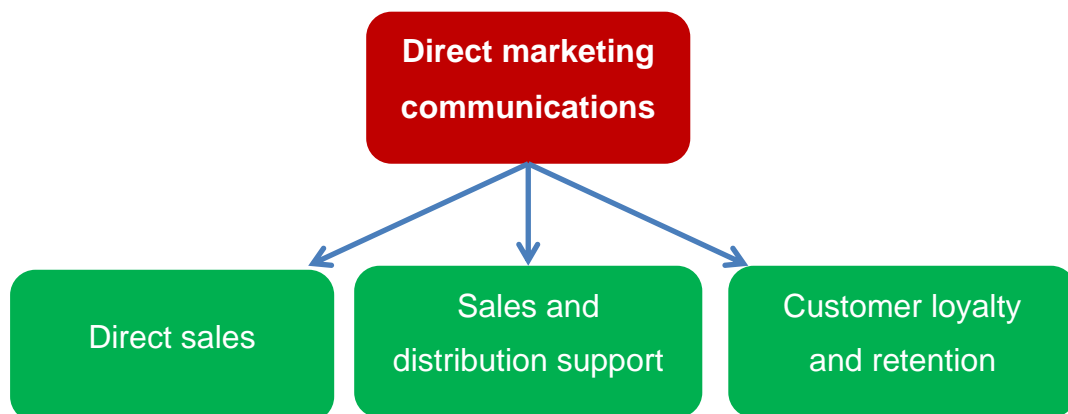 Direct marketing
communications
Direct sales
Sales and
distribution support
Customer loyalty
and retention